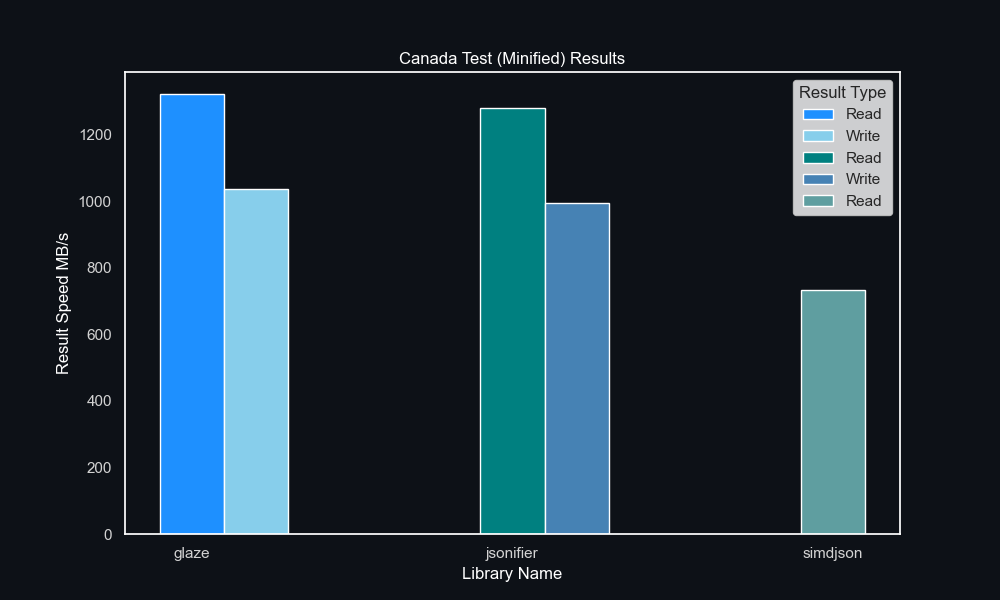 Canada Test (Minified) Results
Result Type
Read
Write
Read
Write
Read
1200
1000
800
600
400
200
0
Result Speed MB/s
glaze
jsonifier
simdjson
Library Name